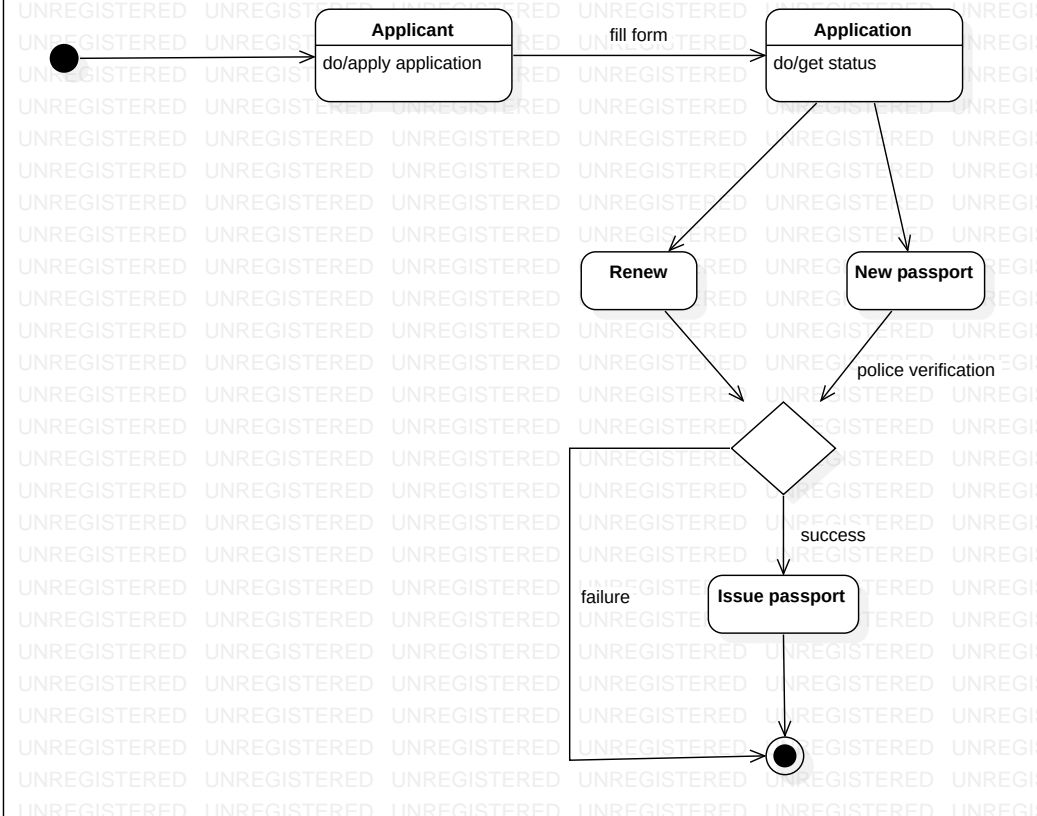 Applicant
do/apply application
fill form
Application
do/get status
Renew
New passport
police verification
success
failure
Issue passport
UNREGISTERED